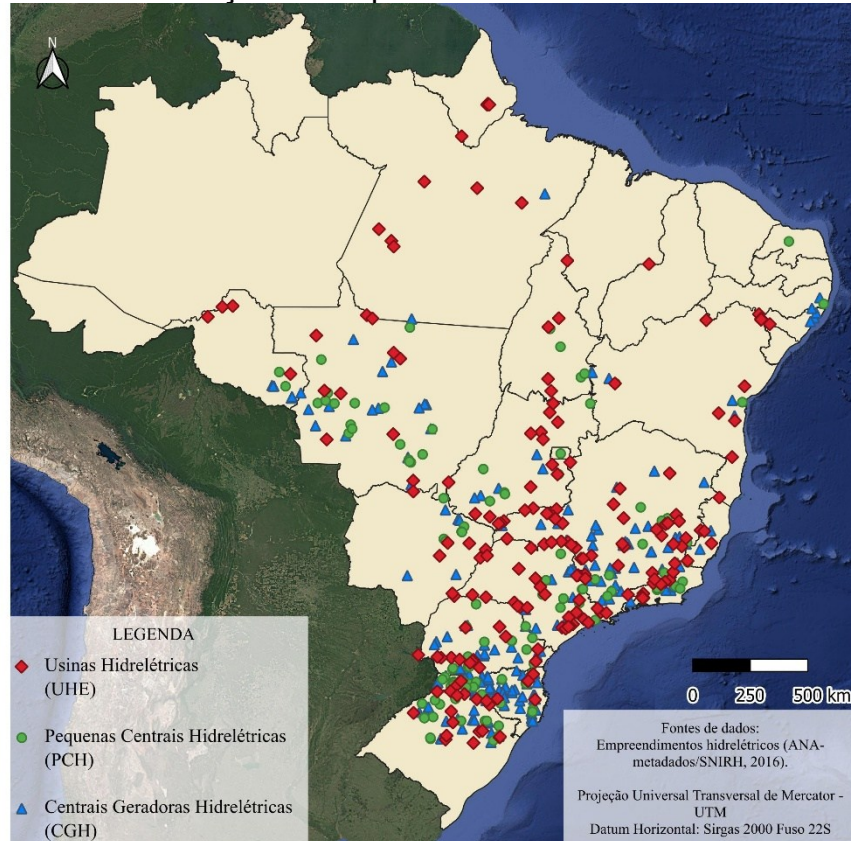 N
LEGENDA
Usinas Hidrelétricas
(UHE)
Pequenas Centrais Hidrelétricas
(PCH)
Centrais Geradoras Hidrelétricas
(CGH)
0 250 500 km
Fontes de dados:
Empreendimentos hidrelétricos (ANA-
metadados/SNIRH, 2016).
Projeção Universal Transversal de Mercator -
UTM
Datum Horizontal: Sirgas 2000 Fuso 22S